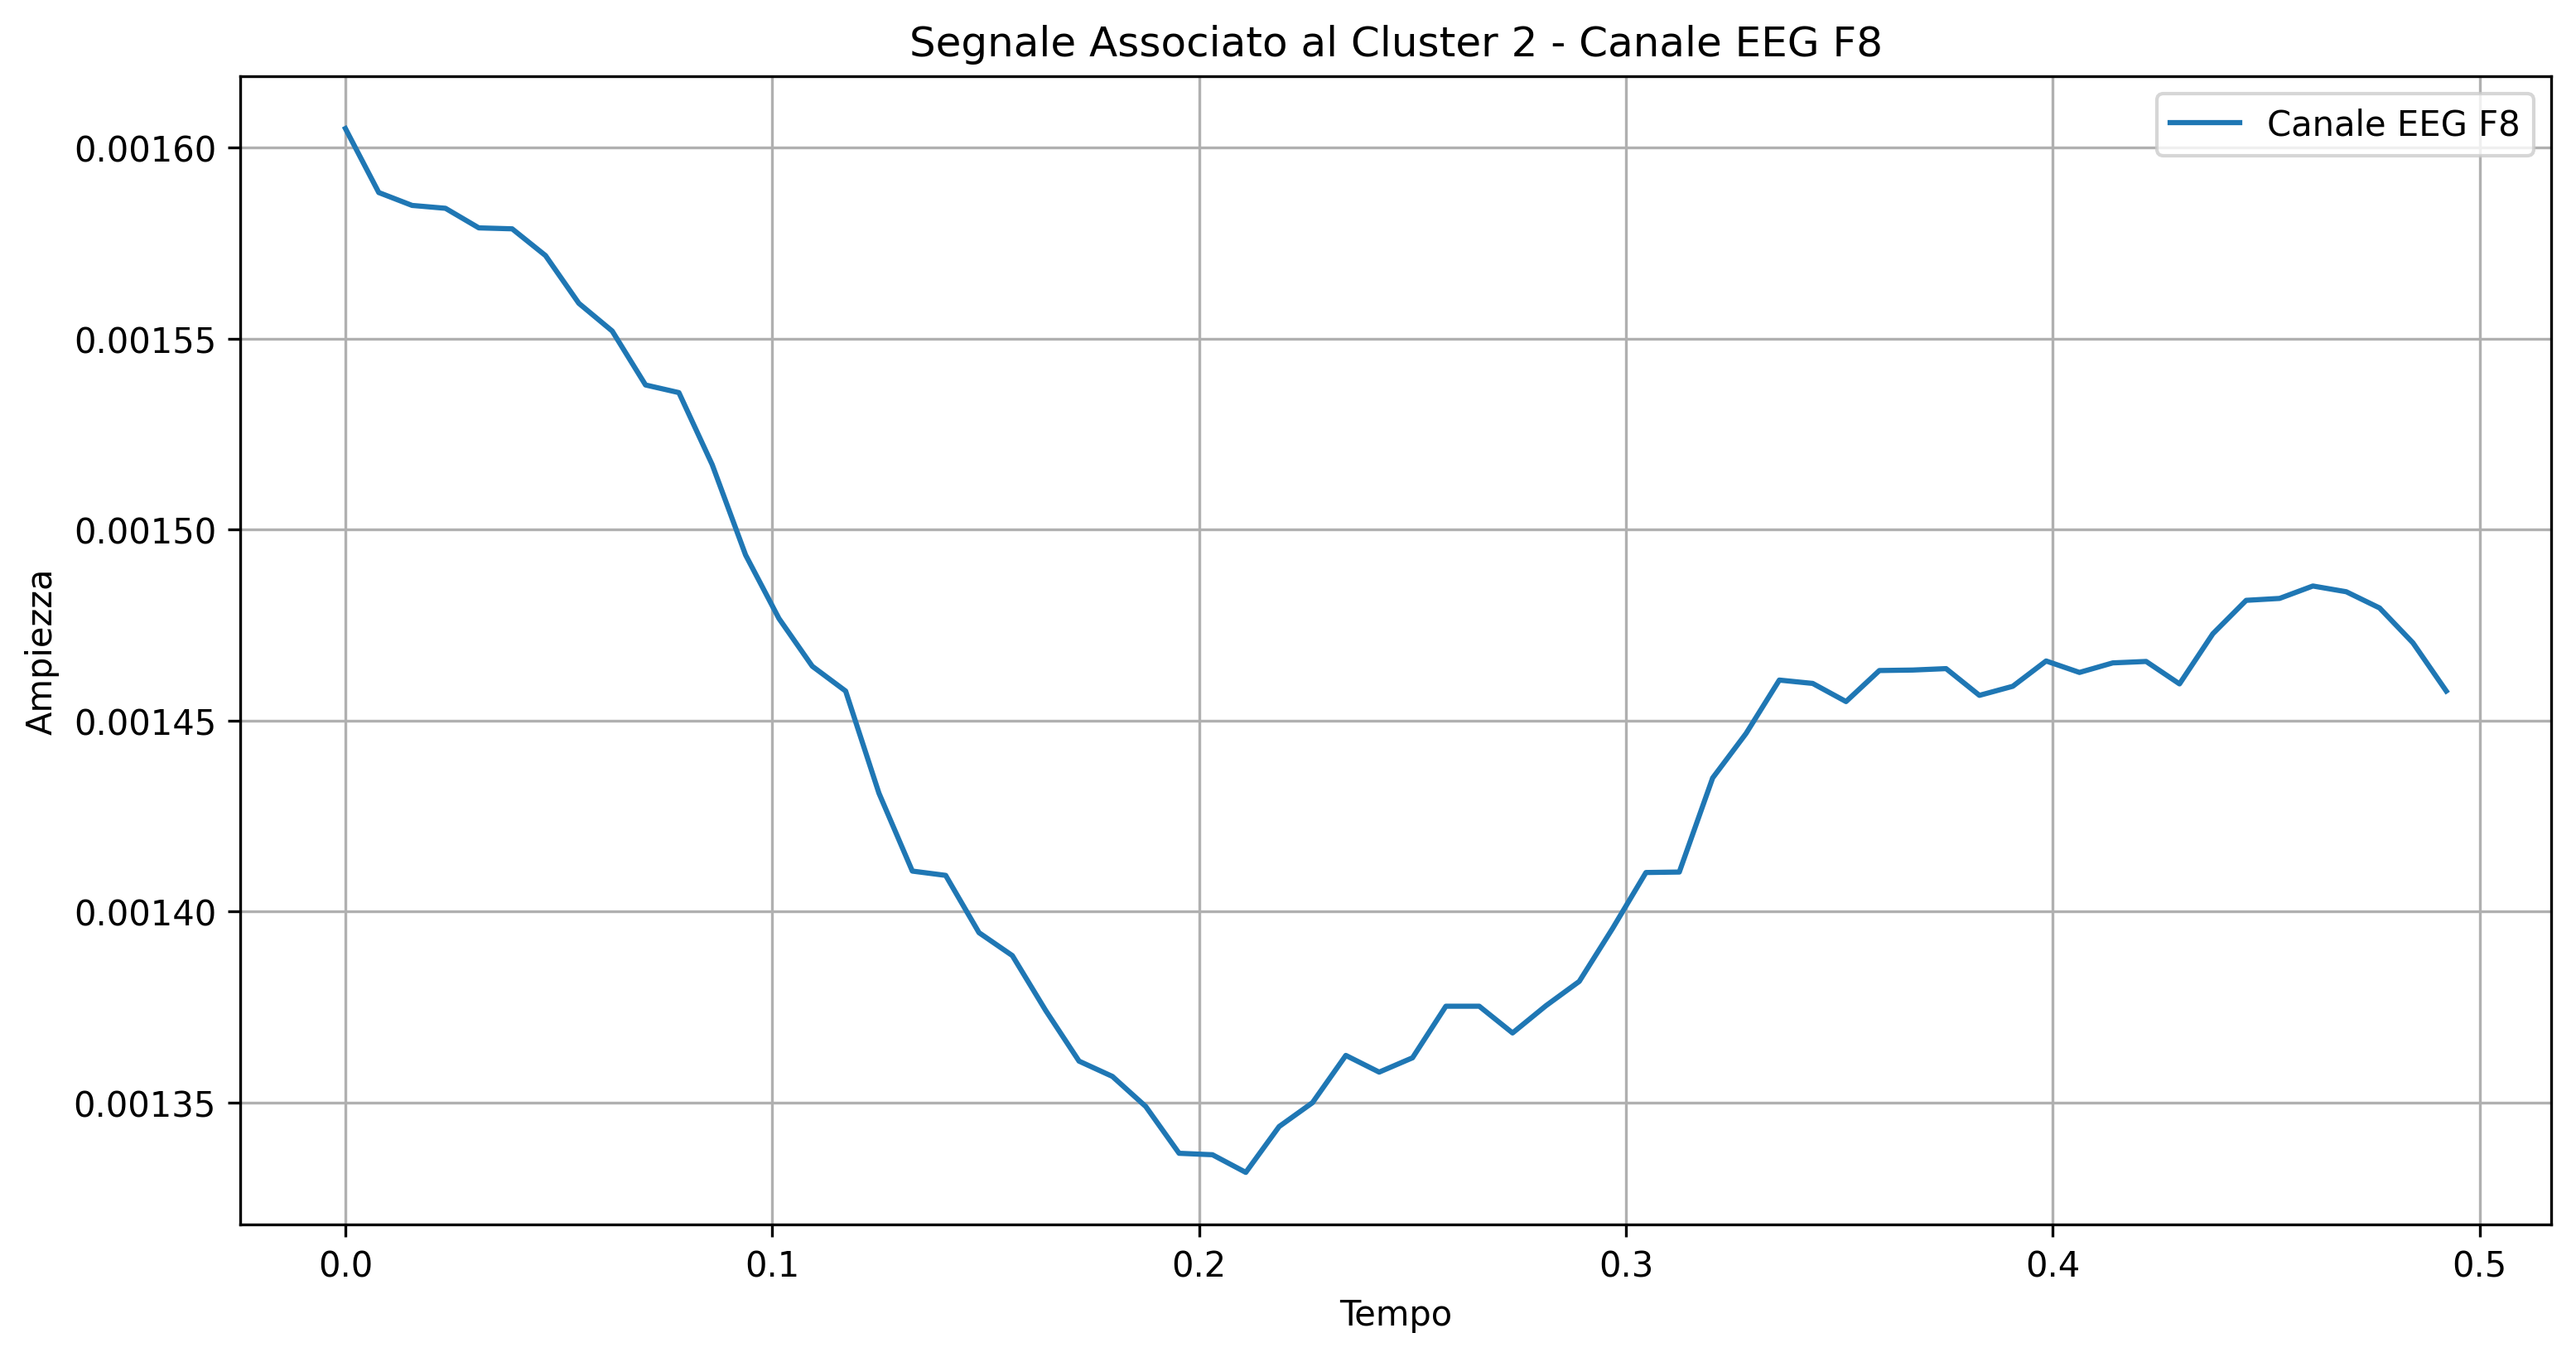 Segnale Associato al Cluster 2 - Canale EEG F8
Canale EEG F8
Ampiezza
0.00160
0.00155
0.00150
0.00145
0.00140
0.00135
0.0 0.1 0.2 0.3 0.4 0.5
Tempo